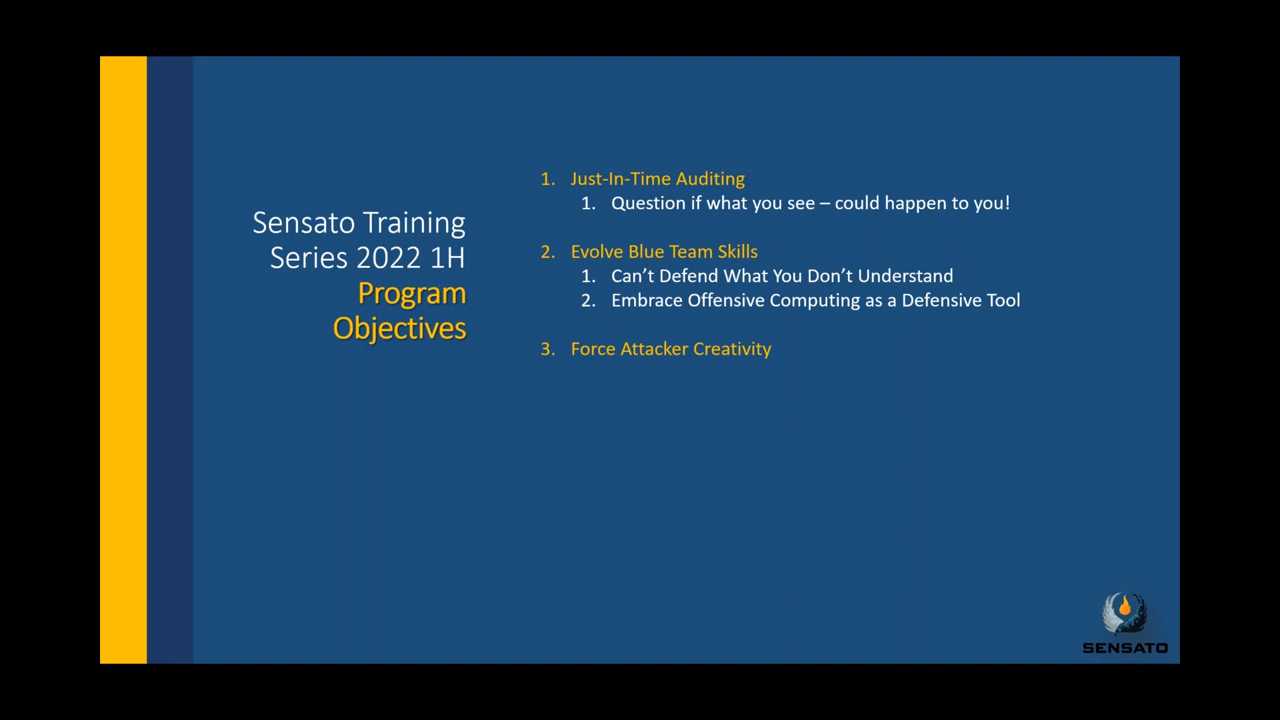 Sensato Training
Series 2022 1H
Program
Objectives
1. Just-In-Time Auditing
1. Question if what you see – could happen to you!
2. Evolve Blue Team Skills
1. Can’t Defend What You Don’t Understand
2. Embrace Offensive Computing as a Defensive Tool
3. Force Attacker Creativity
SENSATO